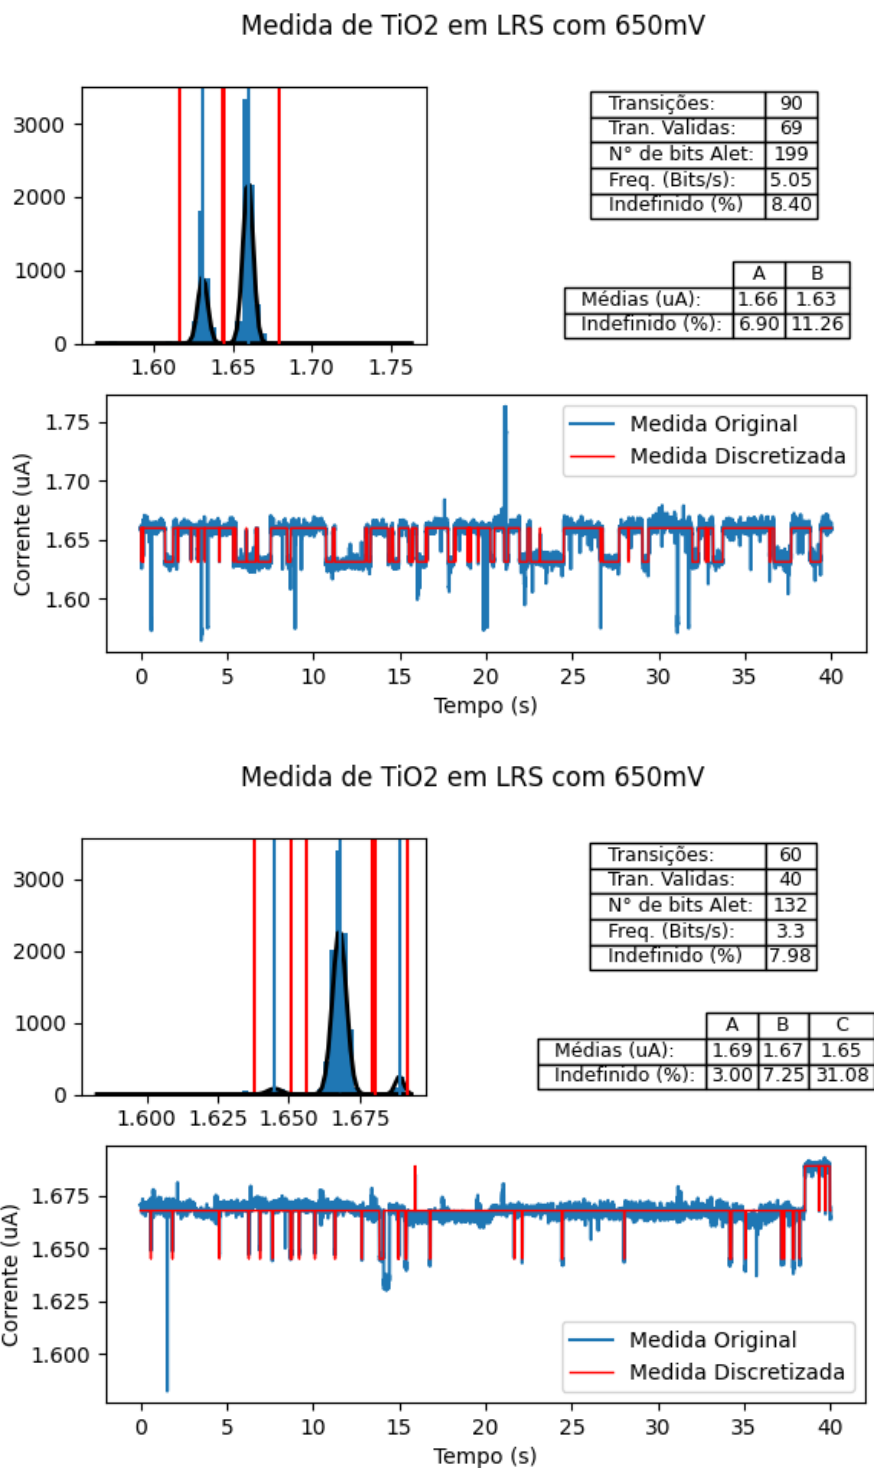 Medida de TiO2 em LRS com 650mV
3000
2000
1000
0
1.60 1.65 1.70 1.75
Transições: 90
Tran. Validas: 69
N° de bits Alet: 199
Freq. (Bits/s): 5.05
Indefinido (%) 8.40
A B
Médias (uA): 1.66 1.63
Indefinido (%): 6.90 11.26
Corrente (uA)
1.75
1.70
1.65
1.60
Medida Original
Medida Discretizada
0 5 10 15 20 25 30 35 40
Tempo (s)
Medida de TiO2 em LRS com 650mV
3000
2000
1000
0
1.600 1.625 1.650 1.675
Transições: 60
Tran. Validas: 40
N° de bits Alet: 132
Freq. (Bits/s): 3.3
Indefinido (%) 7.98
A B C
Médias (uA): 1.69 1.67 1.65
Indefinido (%): 3.00 7.25 31.08
Corrente (uA)
1.675
1.650
1.625
1.600
Medida Original
Medida Discretizada
0 5 10 15 20 25 30 35 40
Tempo (s)